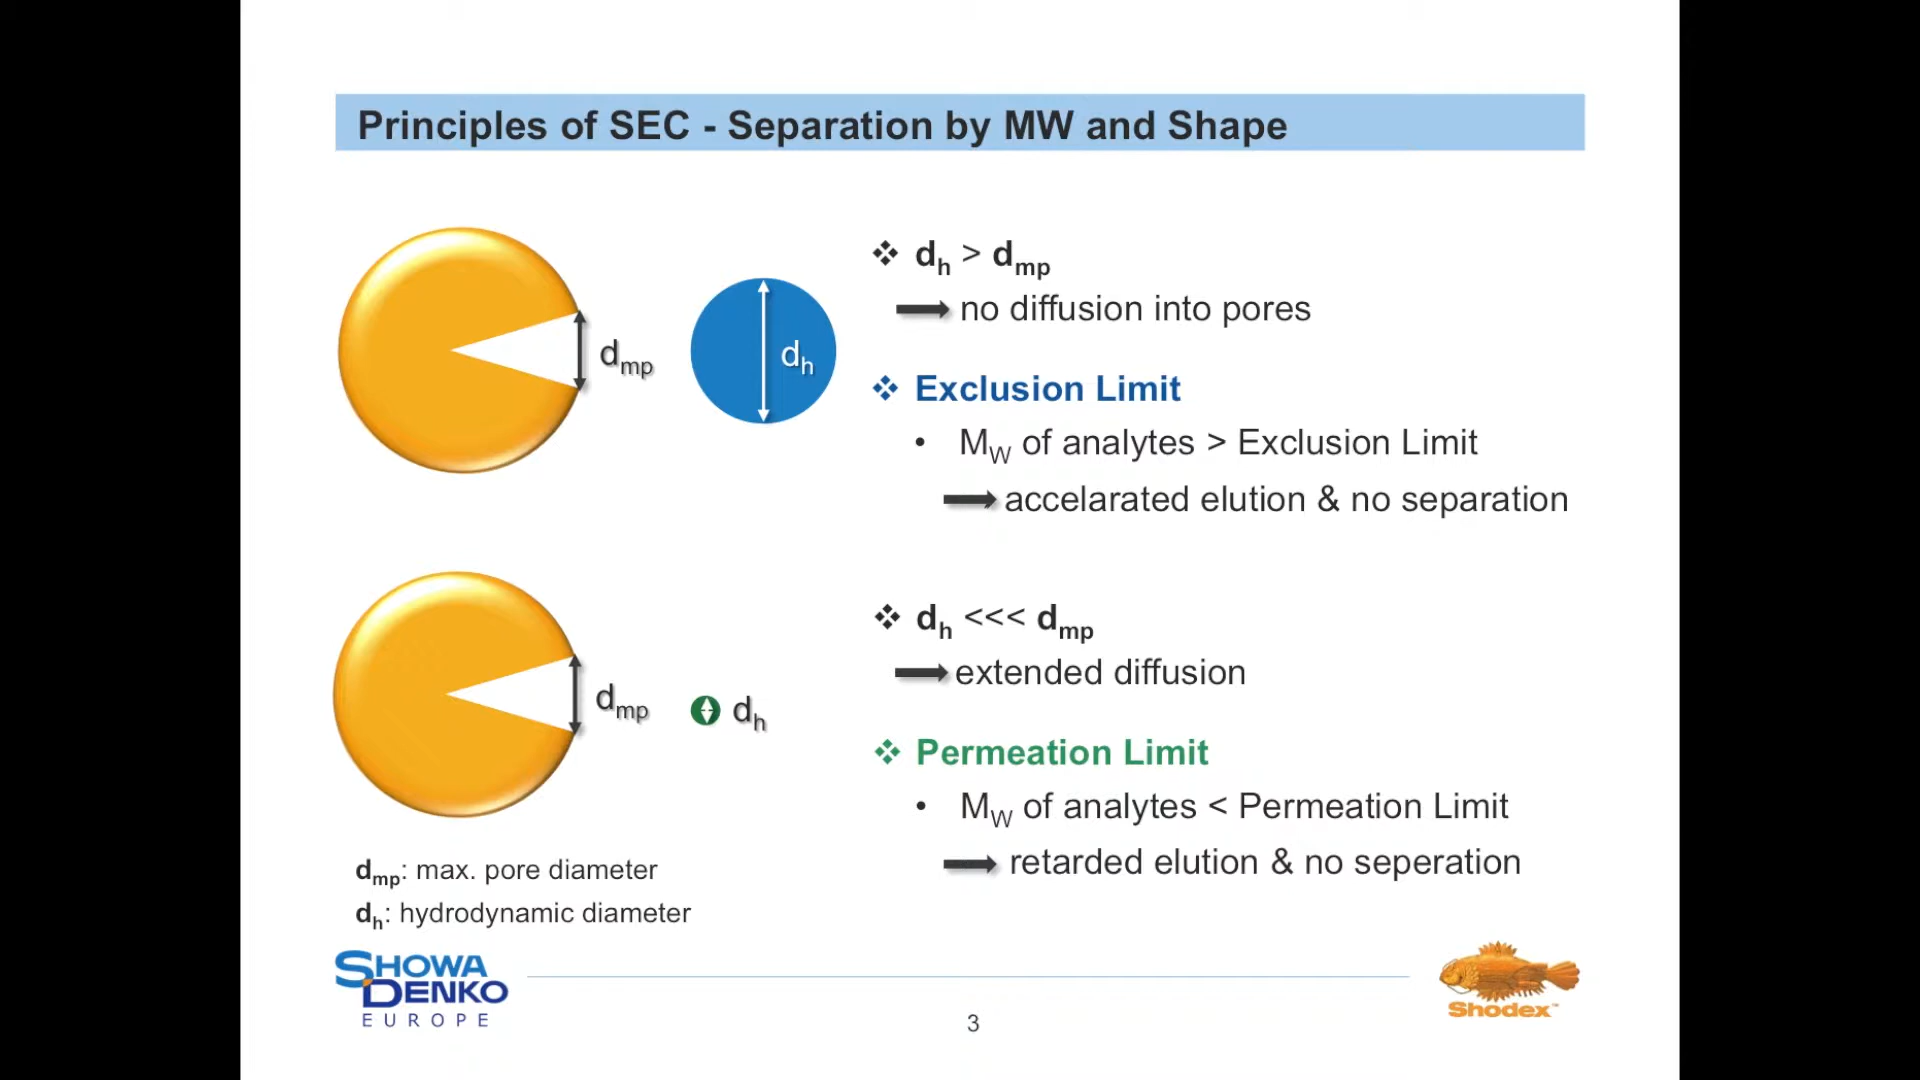 Principles of SEC - Separation by MW and Shape
dmp
dh
❖ dh > dmp
no diffusion into pores
❖ Exclusion Limit
• MW of analytes > Exclusion Limit
accelarated elution & no separation
dmp
dh
❖ dh <<< dmp
extended diffusion
❖ Permeation Limit
• MW of analytes < Permeation Limit
retarded elution & no seperation
dmp: max. pore diameter
dh: hydrodynamic diameter
SHOWA
DENKO
EUROPE
3
Shodex™